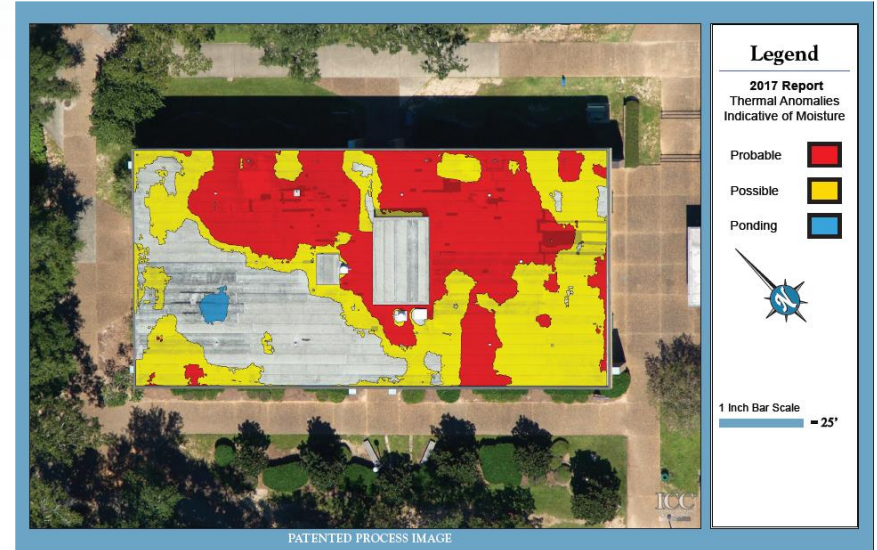 Legend
2017 Report
Thermal Anomalies
Indicative of Moisture
Probable
Possible
Ponding
N
1 Inch Bar Scale
= 25'
ICC
PATENTED PROCESS IMAGE